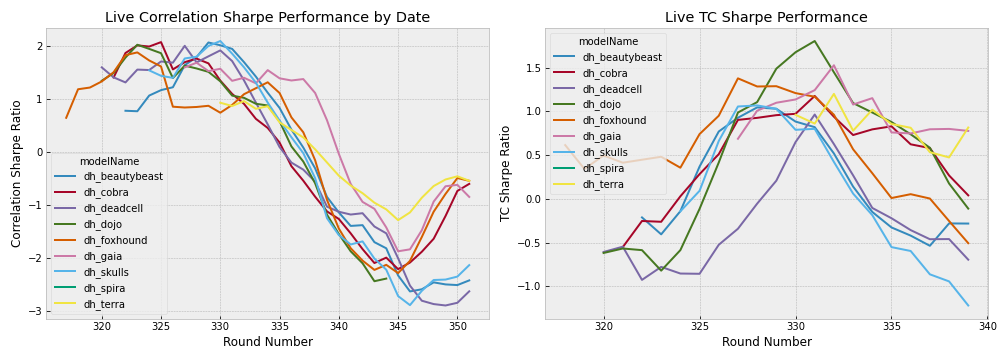 Live Correlation Sharpe Performance by Date
Correlation Sharpe Ratio
2
1
0
−1
−2
−3
modelName
dh_beautybeast
dh_cobra
dh_deadcell
dh_dojo
dh_foxhound
dh_gaia
dh_skulls
dh_spira
dh_terra
320
325
330
335
340
345
350
Round Number
Live TC Sharpe Performance
TC Sharpe Ratio
1.5
1.0
0.5
0.0
−0.5
−1.0
modelName
dh_beautybeast
dh_cobra
dh_deadcell
dh_dojo
dh_foxhound
dh_gaia
dh_skulls
dh_spira
dh_terra
320
325
330
335
340
Round Number